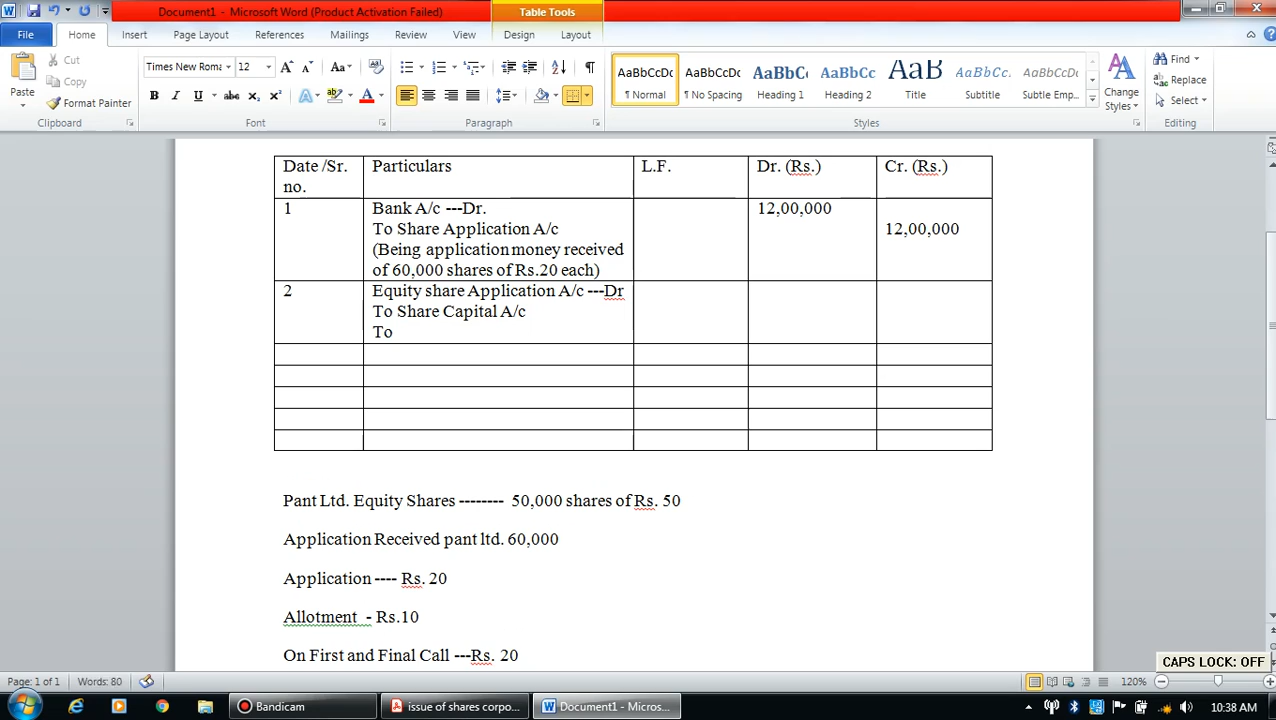 Document1 - Microsoft Word (Product Activation Failed)
Table Tools
File Home Insert Page Layout References Mailings Review View Design Layout
Paste
Cut
Copy
Format Painter
Clipboard
Times New Roma 12
Font
Paragraph
AaBbCcDc AaBbCcDc AaBbCc AaBbCc AaB AaBbCc. AaBbCcDc
¶ Normal ¶ No Spacing Heading 1 Heading 2 Title Subtitle Subtle Emp...
Change Styles
Styles
Find
Replace
Select
Editing
Date /Sr. no. Particulars L.F. Dr. (Rs.) Cr. (Rs.)
1 Bank A/c ---Dr. 12,00,000
To Share Application A/c 12,00,000
(Being application money received
of 60,000 shares of Rs.20 each)
2 Equity share Application A/c ---Dr
To Share Capital A/c
To
Pant Ltd. Equity Shares -------- 50,000 shares of Rs. 50
Application Received pant ltd. 60,000
Application ---- Rs. 20
Allotment - Rs.10
On First and Final Call ---Rs. 20
CAPS LOCK: OFF
Page: 1 of 1 Words: 80 120%
Bandicam issue of shares corpo... Document1 - Micros... 10:38 AM